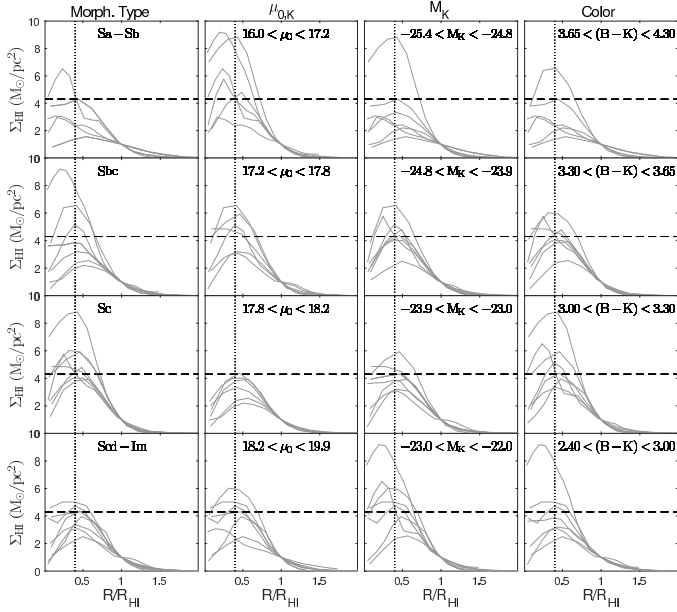 Morph. Type μ0,K MK Color
10
8
6
4
2
0
ΣHI (M⊙/pc²)
Sa − Sb
16.0 < μ0 < 17.2
−25.4 < MK < −24.8
3.65 < (B − K) < 4.30
10
8
6
4
2
0
ΣHI (M⊙/pc²)
Sbc
17.2 < μ0 < 17.8
−24.8 < MK < −23.9
3.30 < (B − K) < 3.65
10
8
6
4
2
0
ΣHI (M⊙/pc²)
Sc
17.8 < μ0 < 18.2
−23.9 < MK < −23.0
3.00 < (B − K) < 3.30
10
8
6
4
2
0
ΣHI (M⊙/pc²)
Scd − Im
18.2 < μ0 < 19.9
−23.0 < MK < −22.0
2.40 < (B − K) < 3.00
0.5 1 1.5 0.5 1 1.5 0.5 1 1.5 0.5 1 1.5
R/RHI R/RHI R/RHI R/RHI